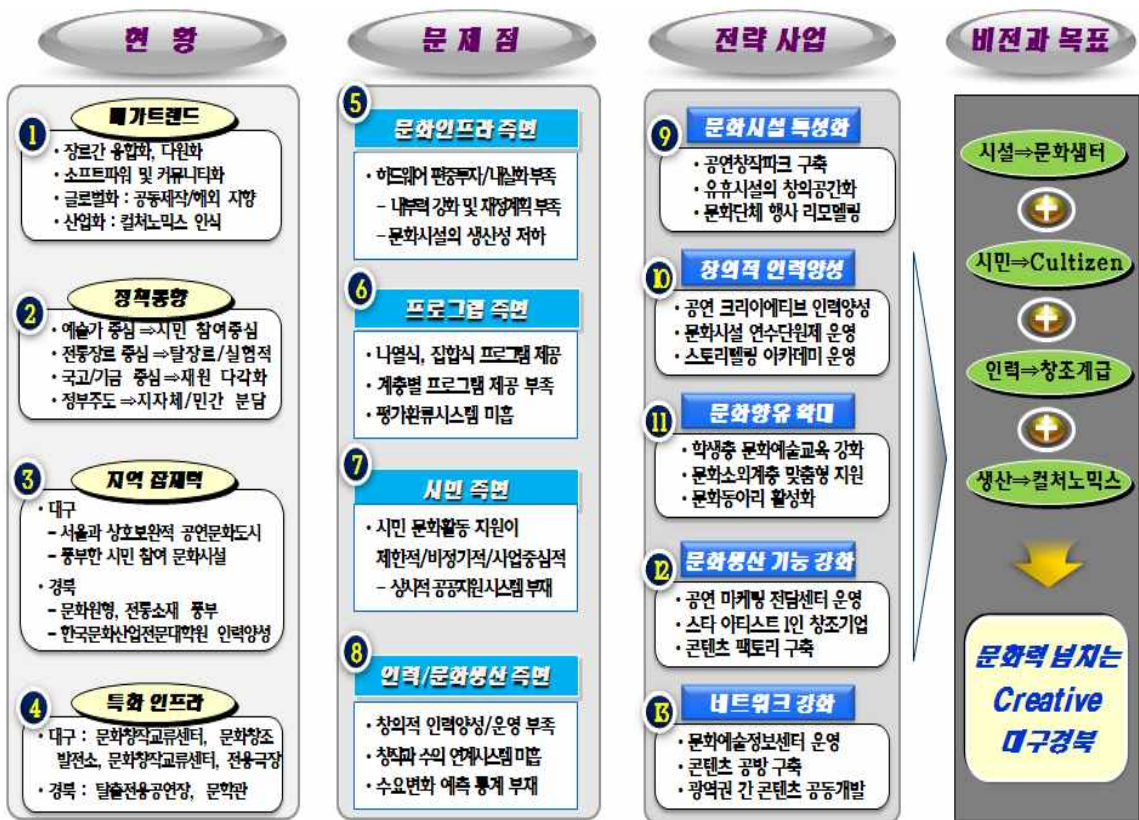 현 황
1
메가트렌드
· 장르간 융합화, 다원화
· 소프트파워 및 커뮤니티화
· 글로벌화 : 공동제작/해외 지향
· 산업화 : 컬처노믹스 인식
2
정책동향
· 예술가 중심 ⇒시민 참여중심
· 전통장르 중심 ⇒탈장르/실험적
· 국고/기금 중심⇒재원 다각화
· 정부주도 ⇒지자체/민간 분담
3
지역 잠재력
· 대구
– 서울과 상호보완적 공연문화도시
– 풍부한 시민 참여 문화시설
· 경북
– 문화원형, 전통소재 풍부
– 한국문화산업전문대학원 인력양성
4
특화 인프라
· 대구 : 문화창작교류센터, 문화창조
발전소, 문화창작교류센터, 전용극장
· 경북 : 탈춤전용공연장, 문학관
문 제 점
5
문화인프라 측면
· 하드웨어 편중투자/내실화 부족
– 내부력 강화 및 재정계획 부족
– 문화시설의 생산성 저하
6
프로그램 측면
· 나열식, 집합식 프로그램 제공
· 계층별 프로그램 제공 부족
· 평가환류시스템 미흡
7
시민 측면
· 시민 문화활동 지원이
제한적/비정기적/사업중심적
– 상시적 공공지원시스템 부재
8
인력/문화생산 측면
· 창의적 인력양성/운영 부족
· 창작과 수의 연계시스템 미흡
· 수요변화 예측 통계 부재
전략 사업
9
문화시설 특성화
· 공연창작파크 구축
· 유휴시설의 창의공간화
· 문화단체 행사 리모델링
10
창의적 인력양성
· 공연 크리이에티브 인력양성
· 문화시설 연수단원제 운영
· 스토리텔링 아카데미 운영
11
문화향유 확대
· 학생층 문화예술교육 강화
· 문화소외계층 맞춤형 지원
· 문화동아리 활성화
12
문화생산 기능 강화
· 공연 마케팅 전담센터 운영
· 스타 아티스트 1인 창조기업
· 콘텐츠 팩토리 구축
13
네트워크 강화
· 문화예술정보센터 운영
· 콘텐츠 공방 구축
· 광역권 간 콘텐츠 공동개발
비전과 목표
시설⇒문화샘터
+
시민⇒Cultizen
+
인력⇒창조계급
+
생산⇒컬처노믹스
문화력 넘치는
Creative
대구경북